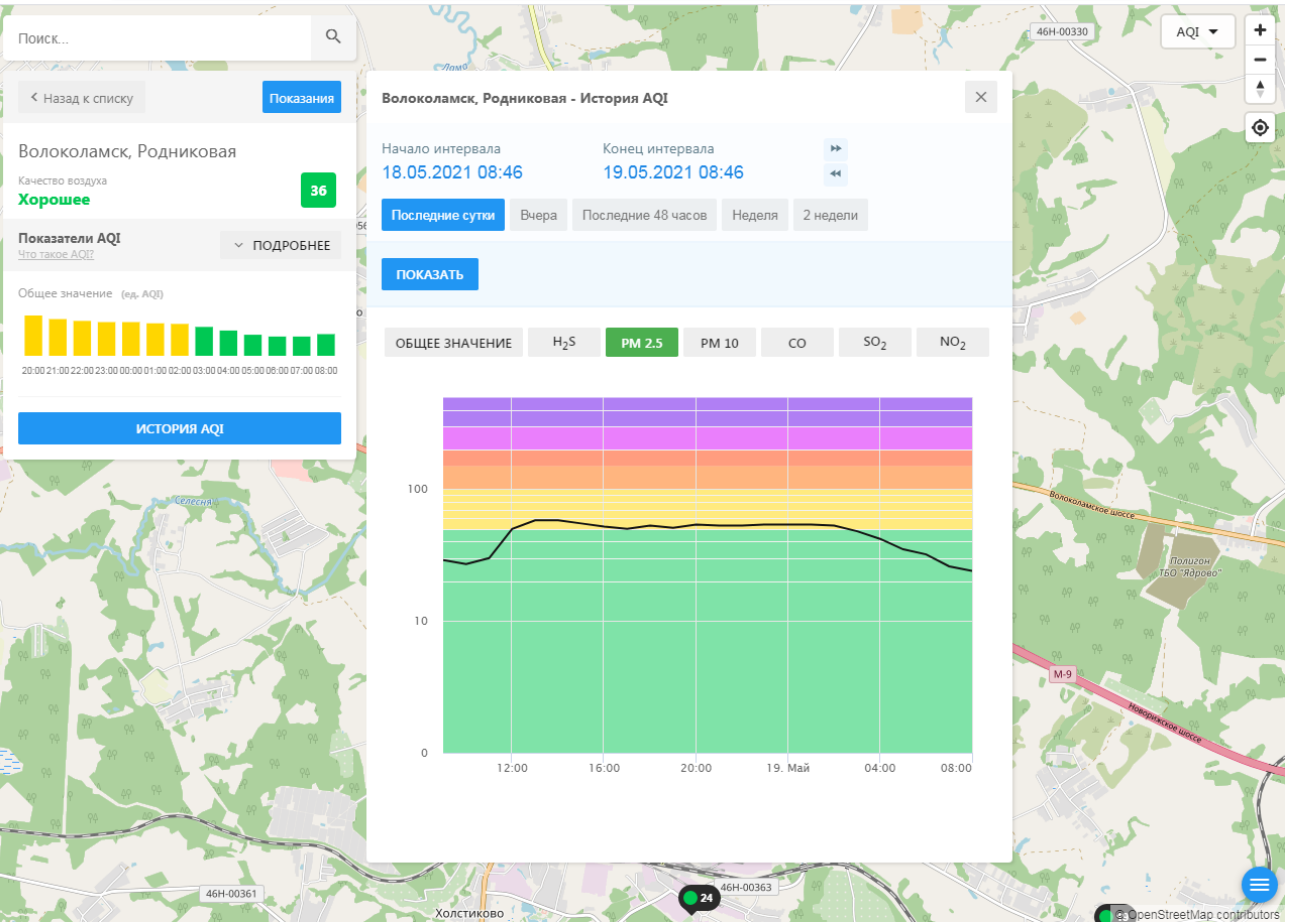 Поиск...
46Н-00330
AQI
Лама
Назад к списку
Показания
Волоколамск, Родниковая
Качество воздуха
Хорошее
36
Показатели AQI
Что такое AQI?
ПОДРОБНЕЕ
Общее значение (ед. AQI)
20:00 21:00 22:00 23:00 00:00 01:00 02:00 03:00 04:00 05:00 06:00 07:00 08:00
ИСТОРИЯ AQI
Волоколамск, Родниковая - История AQI
Начало интервала
Конец интервала
18.05.2021 08:46
19.05.2021 08:46
Последние сутки
Вчера
Последние 48 часов
Неделя
2 недели
ПОКАЗАТЬ
ОБЩЕЕ ЗНАЧЕНИЕ
H2S
PM 2.5
PM 10
CO
SO2
NO2
100
10
0
12:00
16:00
20:00
19. Май
04:00
08:00
Селесня
Волоколамское шоссе
Полигон
ТБО "Ядрово"
М-9
Новорижское шоссе
46Н-00361
24
46Н-00363
Холстиково
© OpenStreetMap contributors